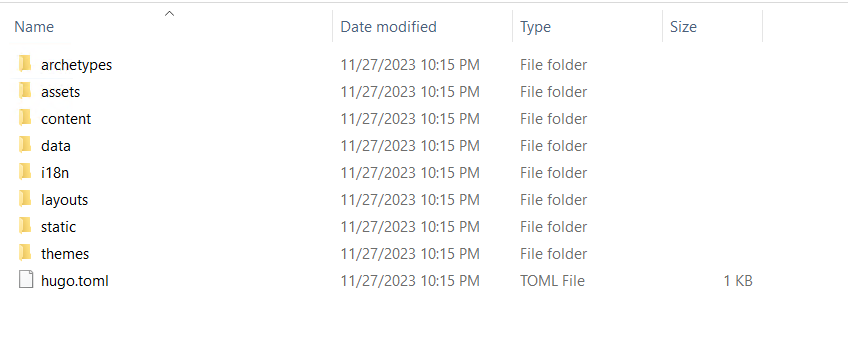 Name Date modified Type Size
archetypes 11/27/2023 10:15 PM File folder
assets 11/27/2023 10:15 PM File folder
content 11/27/2023 10:15 PM File folder
data 11/27/2023 10:15 PM File folder
i18n 11/27/2023 10:15 PM File folder
layouts 11/27/2023 10:15 PM File folder
static 11/27/2023 10:15 PM File folder
themes 11/27/2023 10:15 PM File folder
hugo.toml 11/27/2023 10:15 PM TOML File 1 KB